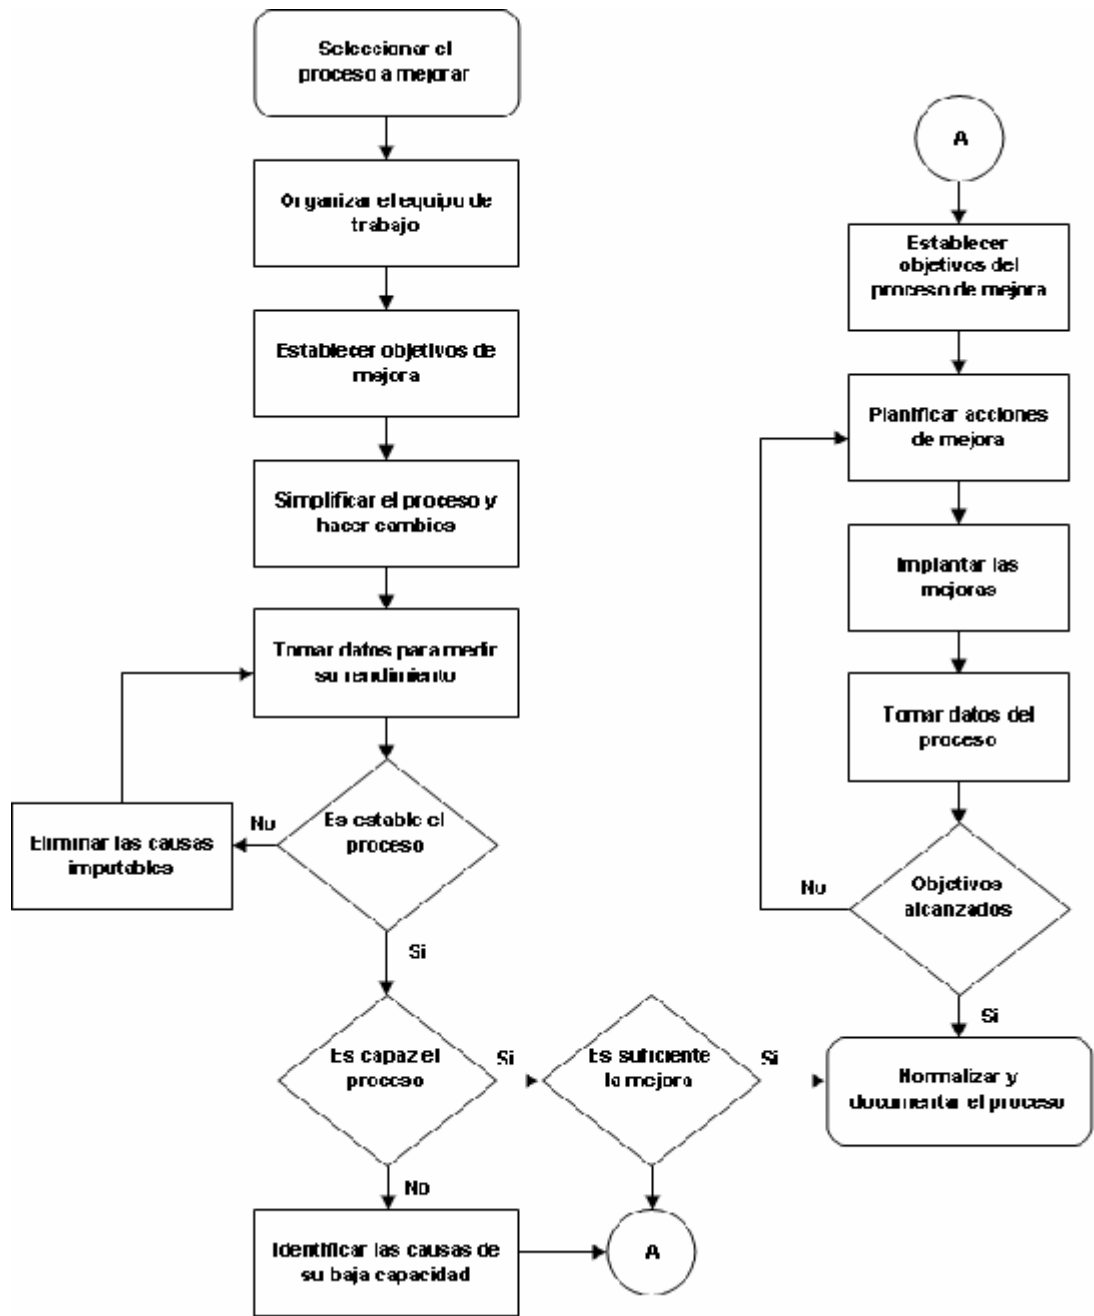 Seleccionar el
proceso a mejorar
Organizar el equipo de
trabajo
Establecer objetivos de
mejora
Simplificar el proceso y
hacer cambios
Tomar datos para medir
su rendimiento
Es estable el
proceso
No
Eliminar las causas
imputables
Si
Es capaz el
proceso
Si
Es suficiente
la mejora
Si
No
Identificar las causas de
su baja capacidad
A
A
Establecer
objetivos del
proceso de mejora
Planificar acciones
de mejora
Implantar las
mejoras
Tomar datos del
proceso
Objetivos
alcanzados
No
Si
Normalizar y
documentar el proceso